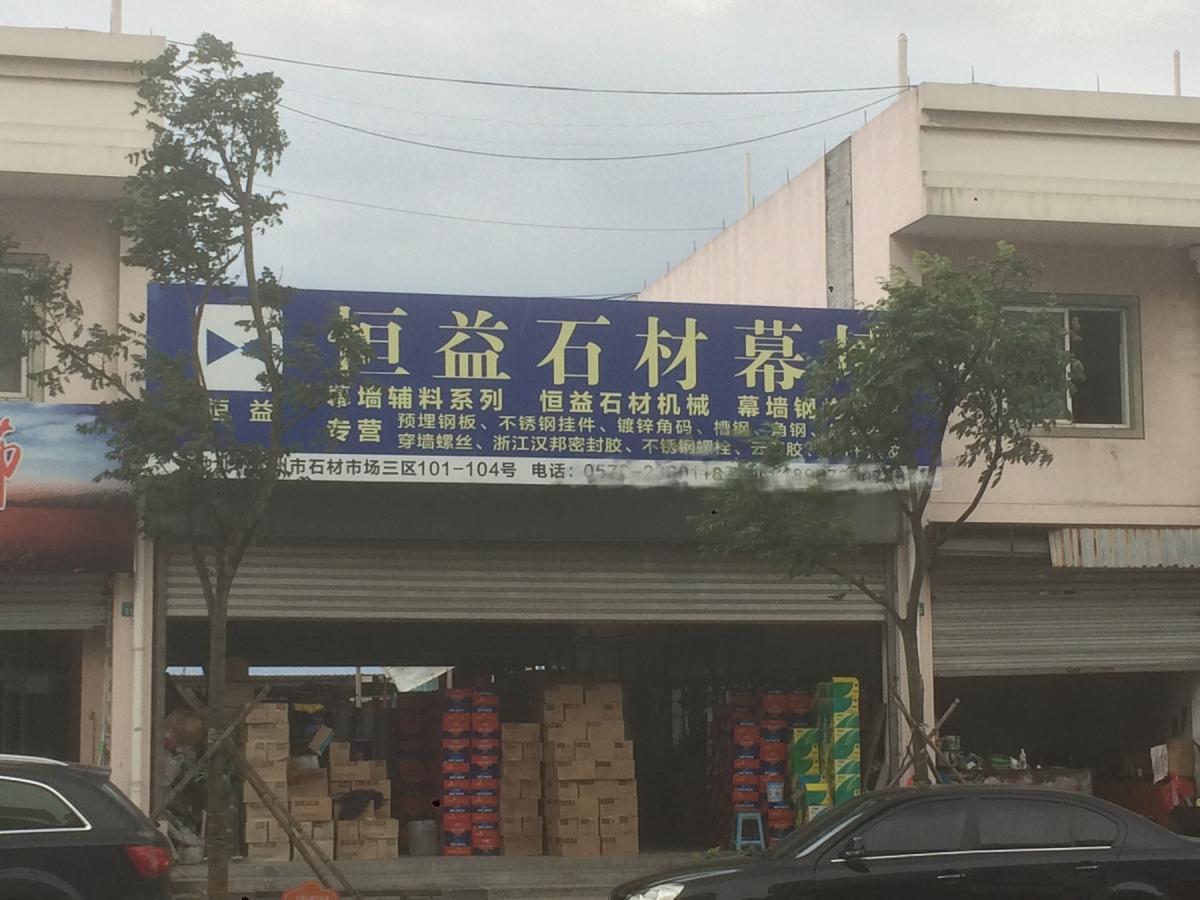 恒益石材幕
恒益
幕墙辅料系列 恒益石材机械 幕墙钢
专营
预埋钢板、不锈钢挂件、镀锌角码、槽钢、角钢、
穿墙螺丝、浙江汉邦密封胶、不锈钢螺栓、云 胶、
市石材市场三区101-104号 电话: